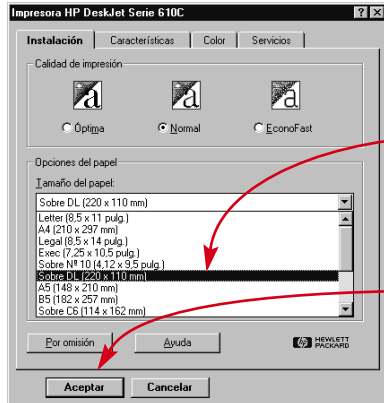 Impresora HP DeskJet Serie 610C
Instalación Características Color Servicios
Calidad de impresión
Óptima Normal EconoFast
Opciones del papel
Tamaño del papel:
Sobre DL (220 x 110 mm)
Letter (8,5 x 11 pulg.)
A4 (210 x 297 mm)
Legal (8,5 x 14 pulg.)
Exec (7,25 x 10,5 pulg.)
Sobre Nº 10 (4,12 x 9,5 pulg.)
Sobre DL (220 x 110 mm)
A5 (148 x 210 mm)
B5 (182 x 257 mm)
Sobre C6 (114 x 162 mm)
Por omisión Ayuda HEWLETT
PACKARD
Aceptar Cancelar